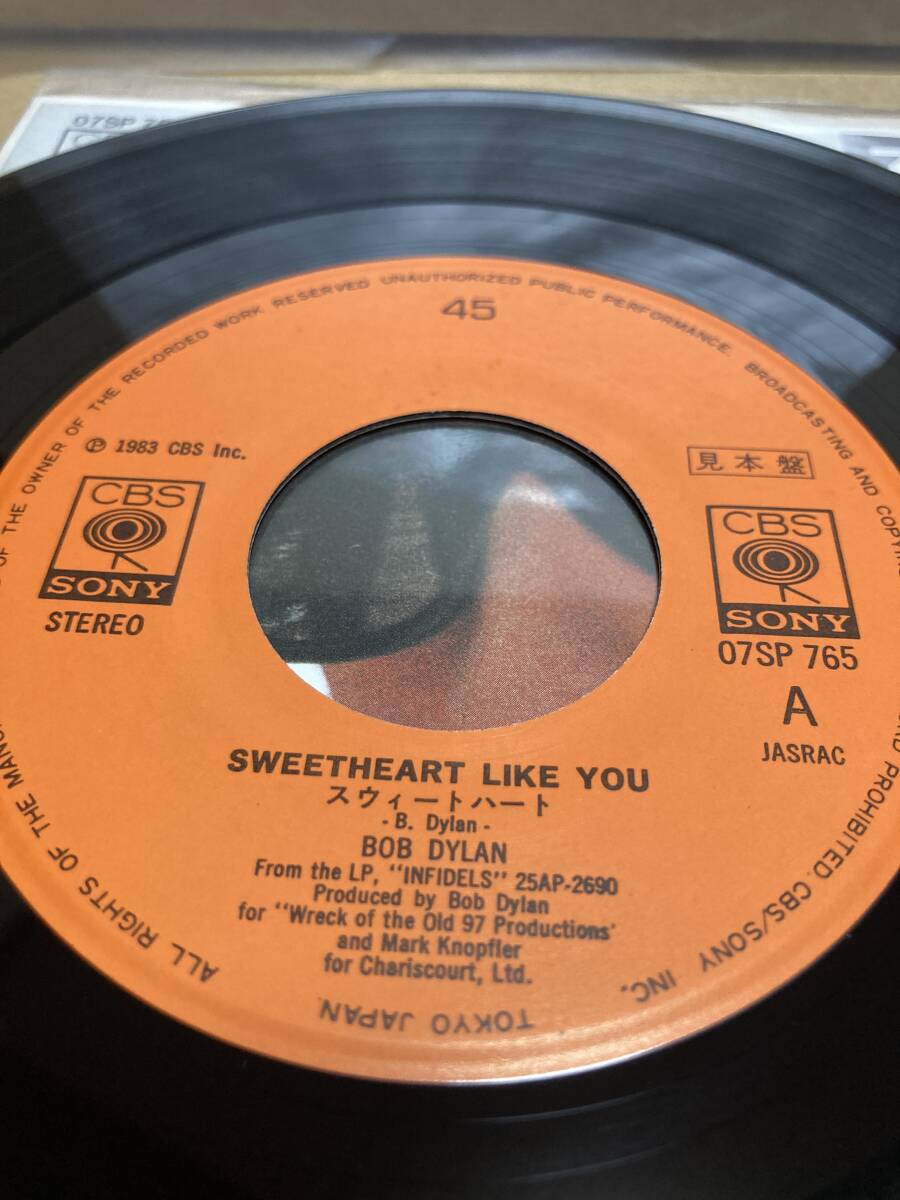 07SP 76
45
ALL RIGHTS OF THE OF THE OWNER OF THE RECORDED WORK RESERVED UNAUTHORIZED PUBLIC PERFORMANCE. BROADCASTING AND PROHIBITED. CBS/SONY INC.
TOKYO JAPAN
℗ 1983 CBS Inc.
見本盤
CBS
SONY
STEREO
CBS
SONY
07SP 765
A
JASRAC
SWEETHEART LIKE YOU
スウィートハート
- B. Dylan -
BOB DYLAN
From the LP, "INFIDELS" 25AP-2690
Produced by Bob Dylan
for "Wreck of the Old 97 Productions'
and Mark Knopfler
for Chariscourt, Ltd.